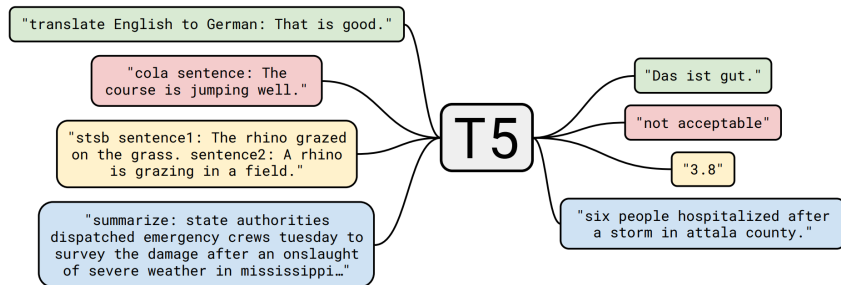 "translate English to German: That is good."
"cola sentence: The
course is jumping well."
"stsb sentence1: The rhino grazed
on the grass. sentence2: A rhino
is grazing in a field."
"summarize: state authorities
dispatched emergency crews tuesday to
survey the damage after an onslaught
of severe weather in mississippi…"
T5
"Das ist gut."
"not acceptable"
"3.8"
"six people hospitalized after
a storm in attala county."